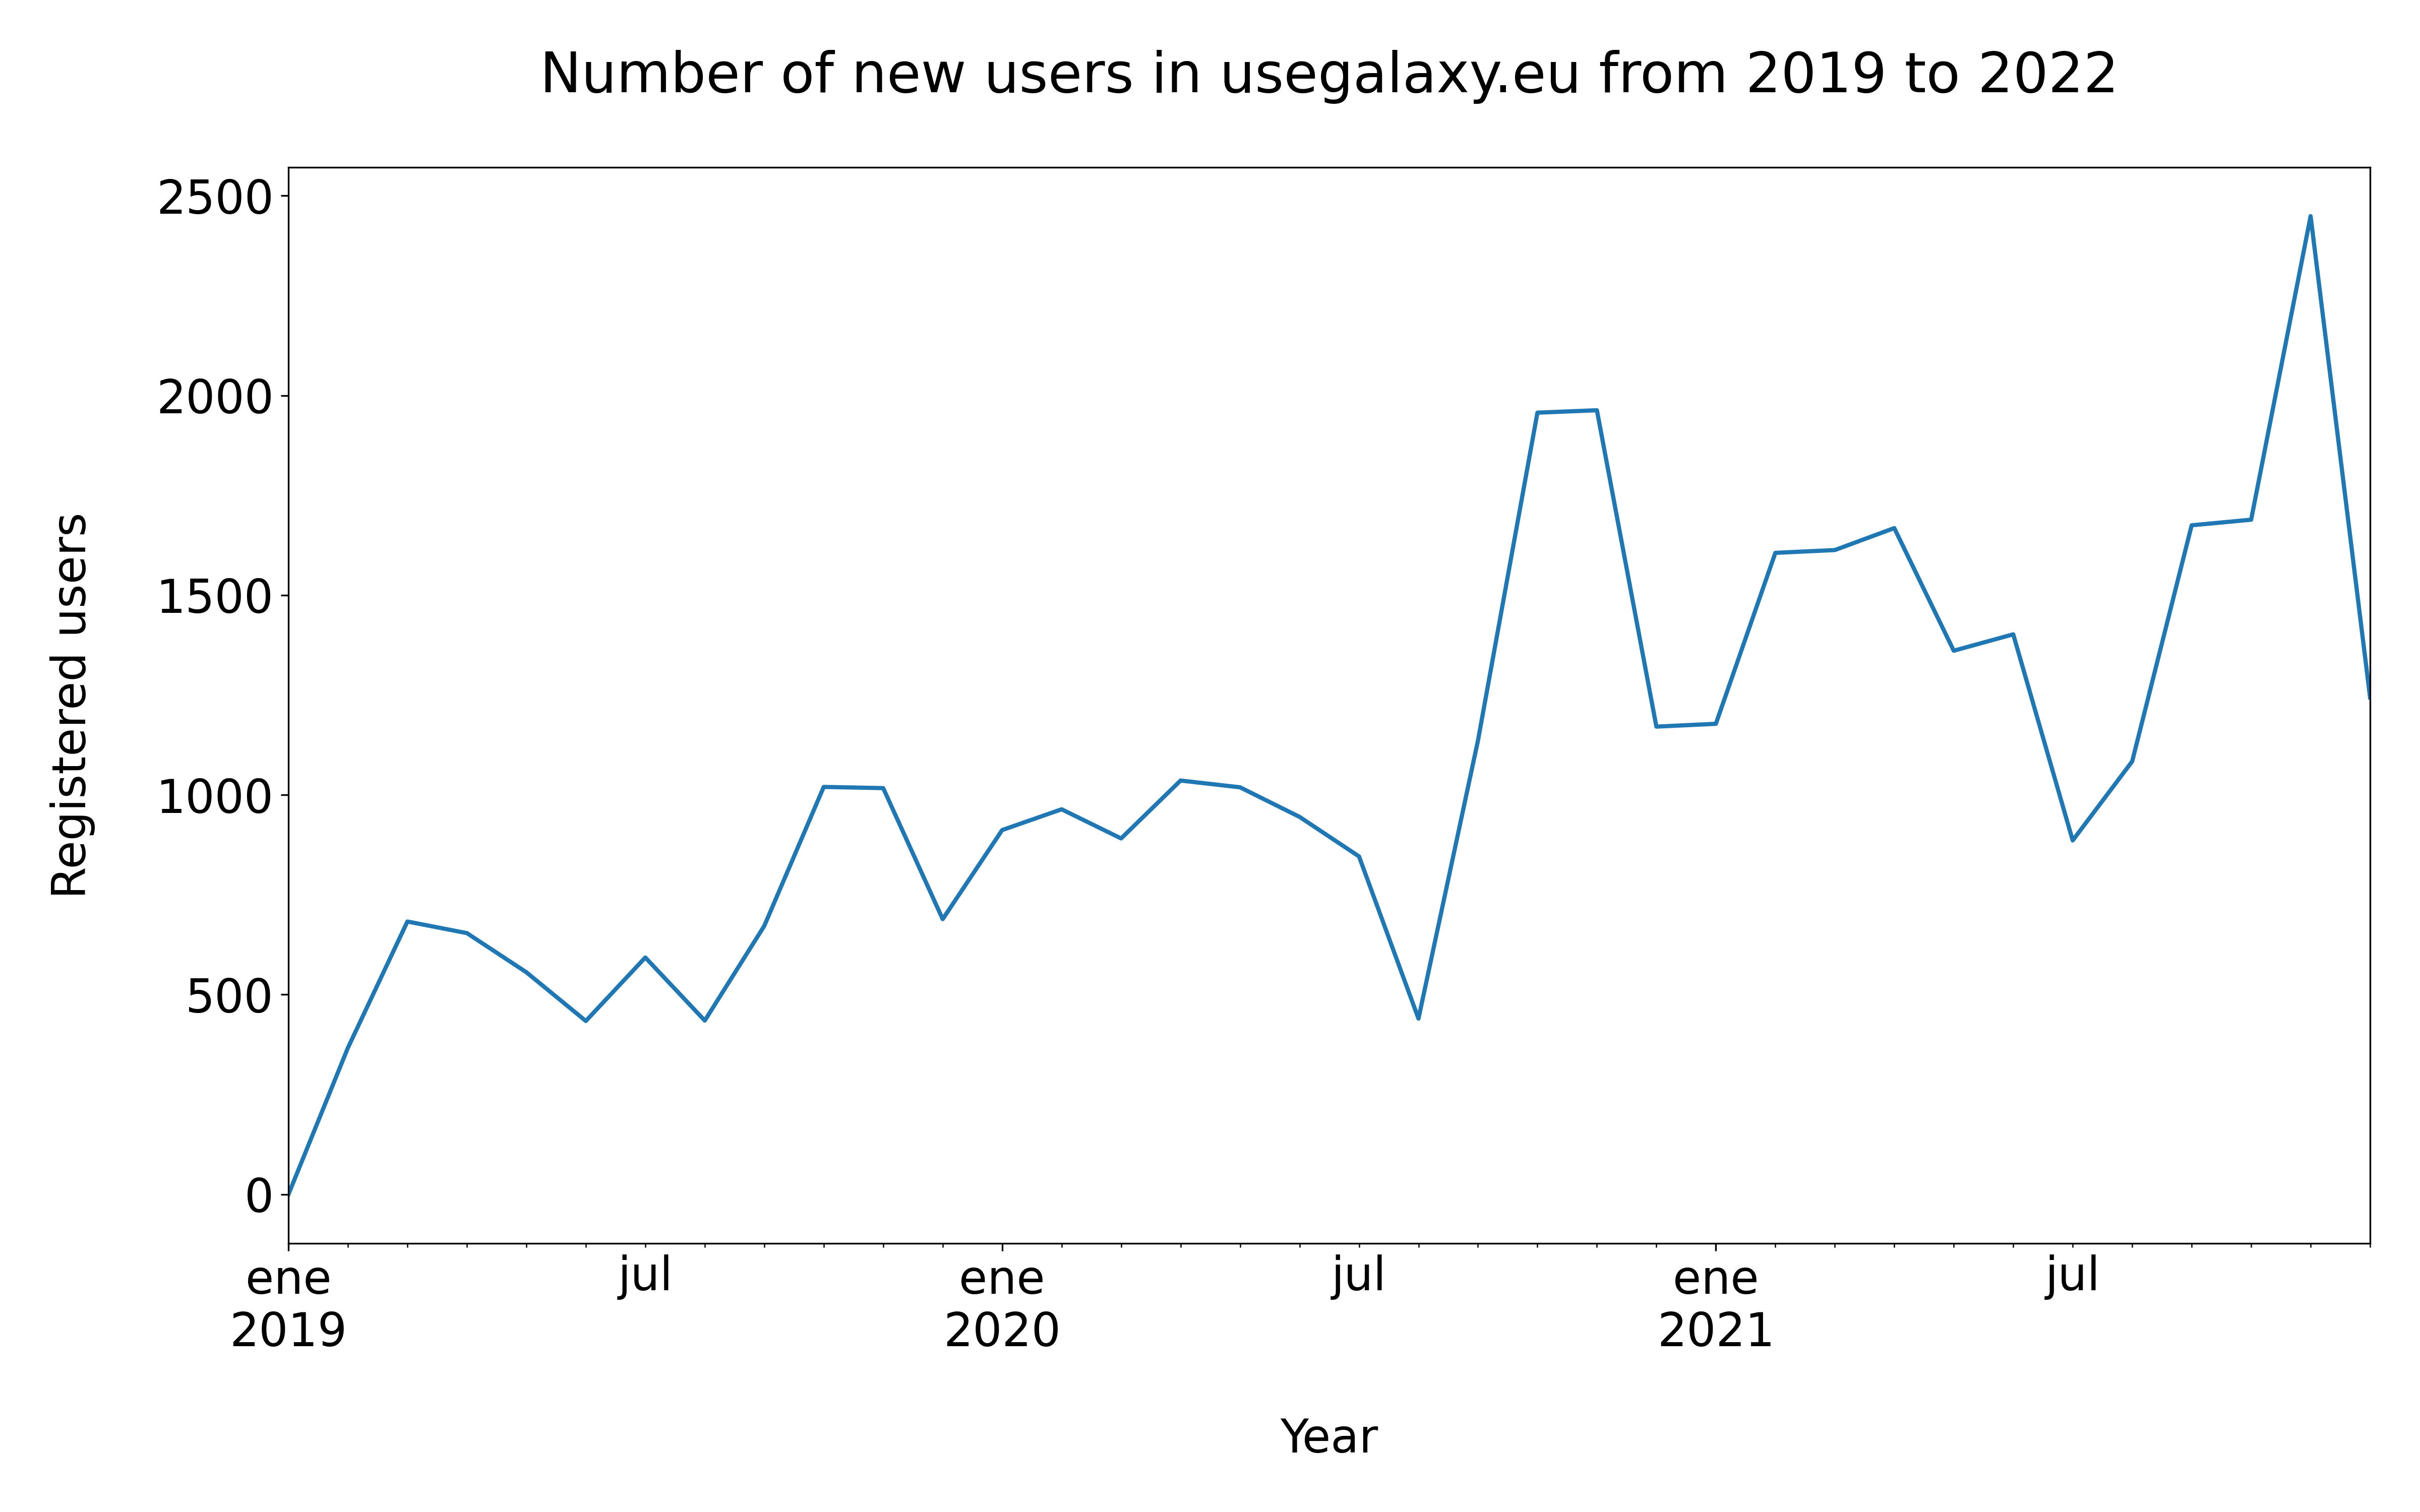 Number of new users in usegalaxy.eu from 2019 to 2022
2500
2000
1500
1000
500
0
Registered users
ene jul ene jul ene jul
2019 2020 2021
Year